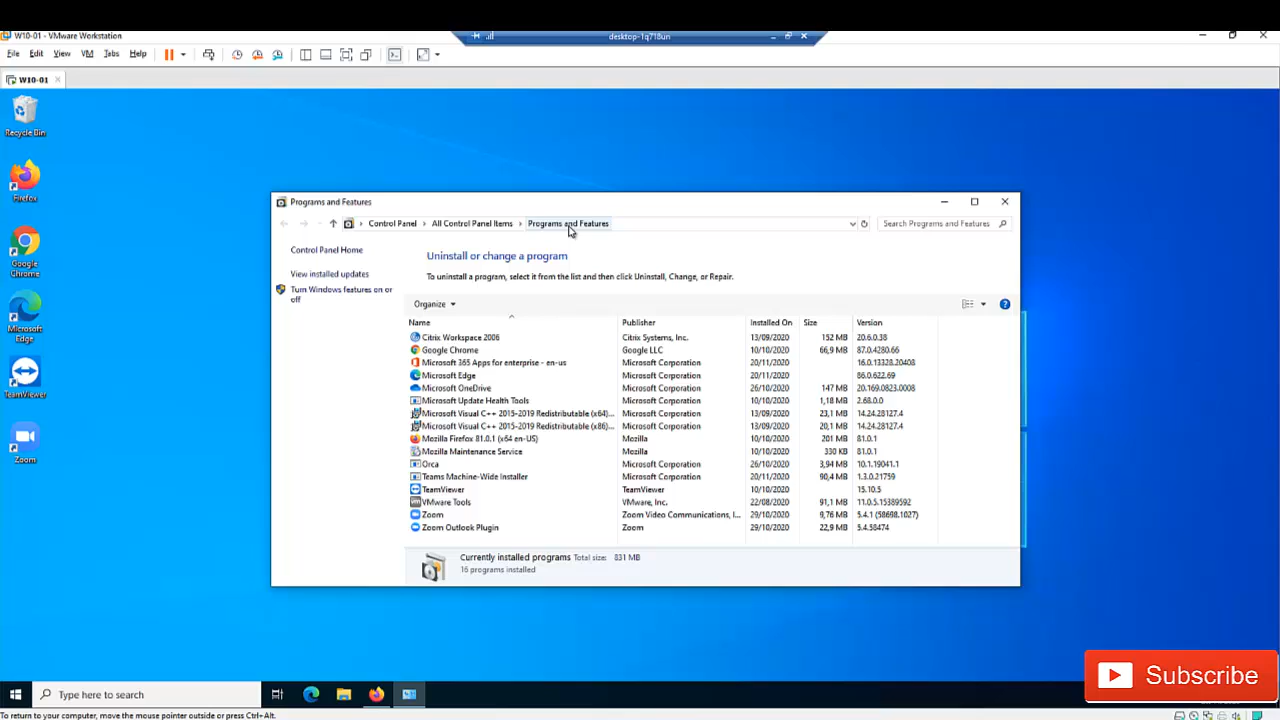 W10-01 - VMware Workstation
desktop-1q718un
File Edit View VM Tabs Help
W10-01
Recycle Bin
Firefox
Google Chrome
Microsoft Edge
TeamViewer
Zoom
Programs and Features
Control Panel > All Control Panel Items > Programs and Features
Search Programs and Features
Control Panel Home
View installed updates
Turn Windows features on or off
Uninstall or change a program
To uninstall a program, select it from the list and then click Uninstall, Change, or Repair.
Organize
Name Publisher Installed On Size Version
Citrix Workspace 2006 Citrix Systems, Inc. 13/09/2020 152 MB 20.6.0.38
Google Chrome Google LLC 10/10/2020 66,9 MB 87.0.4280.66
Microsoft 365 Apps for enterprise - en-us Microsoft Corporation 20/11/2020 16.0.13328.20408
Microsoft Edge Microsoft Corporation 20/11/2020 86.0.622.69
Microsoft OneDrive Microsoft Corporation 26/10/2020 147 MB 20.169.0823.0008
Microsoft Update Health Tools Microsoft Corporation 10/10/2020 1,18 MB 2.68.0.0
Microsoft Visual C++ 2015-2019 Redistributable (x64)... Microsoft Corporation 13/09/2020 23,1 MB 14.24.28127.4
Microsoft Visual C++ 2015-2019 Redistributable (x86)... Microsoft Corporation 13/09/2020 20,1 MB 14.24.28127.4
Mozilla Firefox 81.0.1 (x64 en-US) Mozilla 10/10/2020 201 MB 81.0.1
Mozilla Maintenance Service Mozilla 10/10/2020 330 KB 81.0.1
Orca Microsoft Corporation 26/10/2020 3,94 MB 10.1.19041.1
Teams Machine-Wide Installer Microsoft Corporation 20/11/2020 90,4 MB 1.3.0.21759
TeamViewer TeamViewer 10/10/2020 15.10.5
VMware Tools VMware, Inc. 22/08/2020 91,1 MB 11.0.5.15389592
Zoom Zoom Video Communications, I... 29/10/2020 9,76 MB 5.4.1 (58698.1027)
Zoom Outlook Plugin Zoom 29/10/2020 22,9 MB 5.4.58474
Currently installed programs Total size: 831 MB
16 programs installed
Subscribe
Type here to search
To return to your computer, move the mouse pointer outside or press Ctrl+Alt.